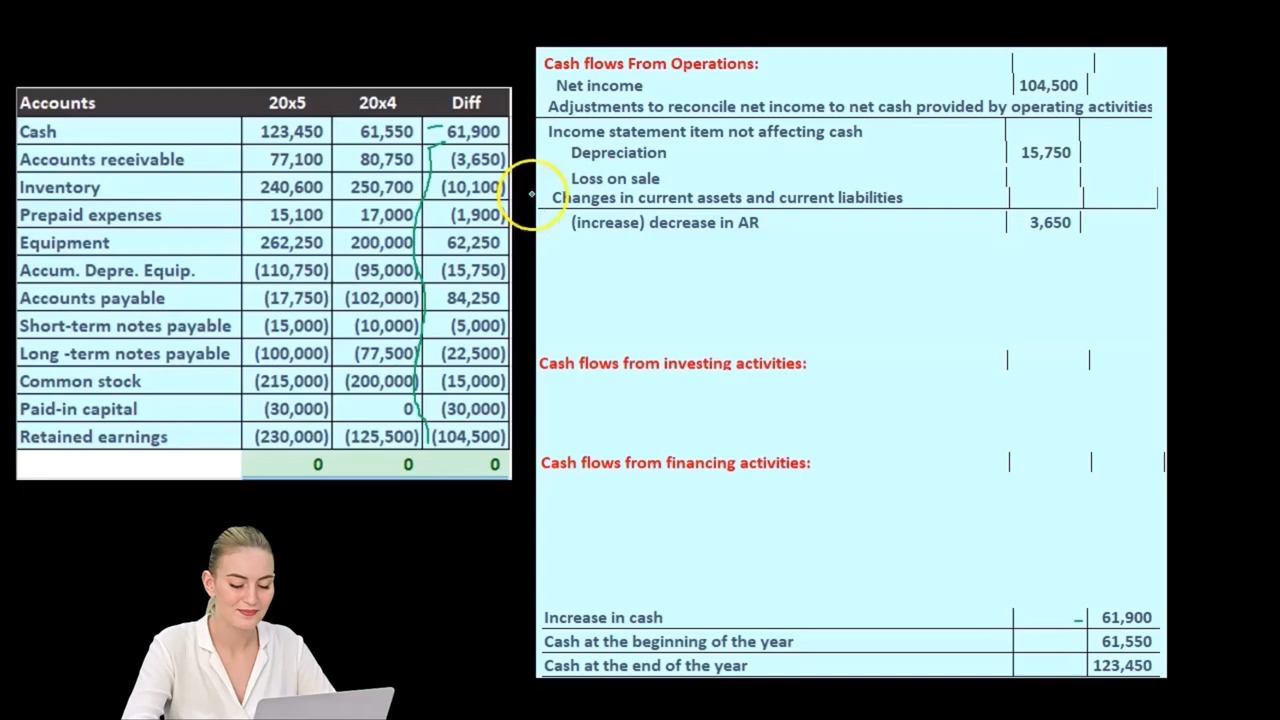 Accounts 20x5 20x4 Diff
Cash 123,450 61,550 61,900
Accounts receivable 77,100 80,750 (3,650)
Inventory 240,600 250,700 (10,100)
Prepaid expenses 15,100 17,000 (1,900)
Equipment 262,250 200,000 62,250
Accum. Depre. Equip. (110,750) (95,000) (15,750)
Accounts payable (17,750) (102,000) 84,250
Short-term notes payable (15,000) (10,000) (5,000)
Long -term notes payable (100,000) (77,500) (22,500)
Common stock (215,000) (200,000) (15,000)
Paid-in capital (30,000) 0 (30,000)
Retained earnings (230,000) (125,500) (104,500)
0 0 0
Cash flows From Operations:
Net income 104,500
Adjustments to reconcile net income to net cash provided by operating activities
Income statement item not affecting cash
Depreciation 15,750
Loss on sale
Changes in current assets and current liabilities
(increase) decrease in AR 3,650
Cash flows from investing activities:
Cash flows from financing activities:
Increase in cash 61,900
Cash at the beginning of the year 61,550
Cash at the end of the year 123,450